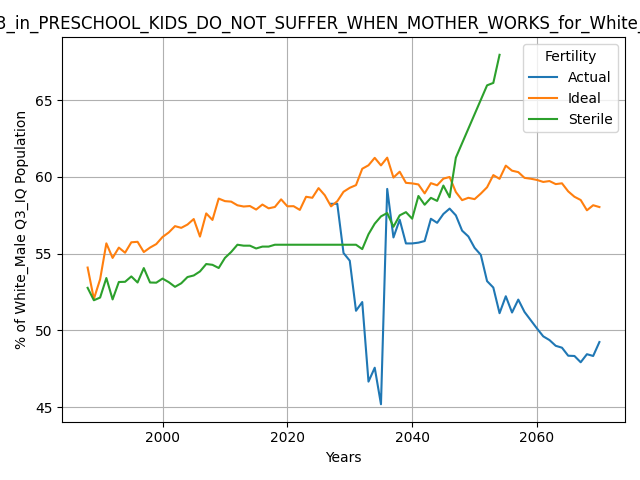 3_in_PRESCHOOL_KIDS_DO_NOT_SUFFER_WHEN_MOTHER_WORKS_for_White_
Fertility
Actual
Ideal
Sterile
% of White_Male Q3_IQ Population
65
60
55
50
45
2000
2020
2040
2060
Years